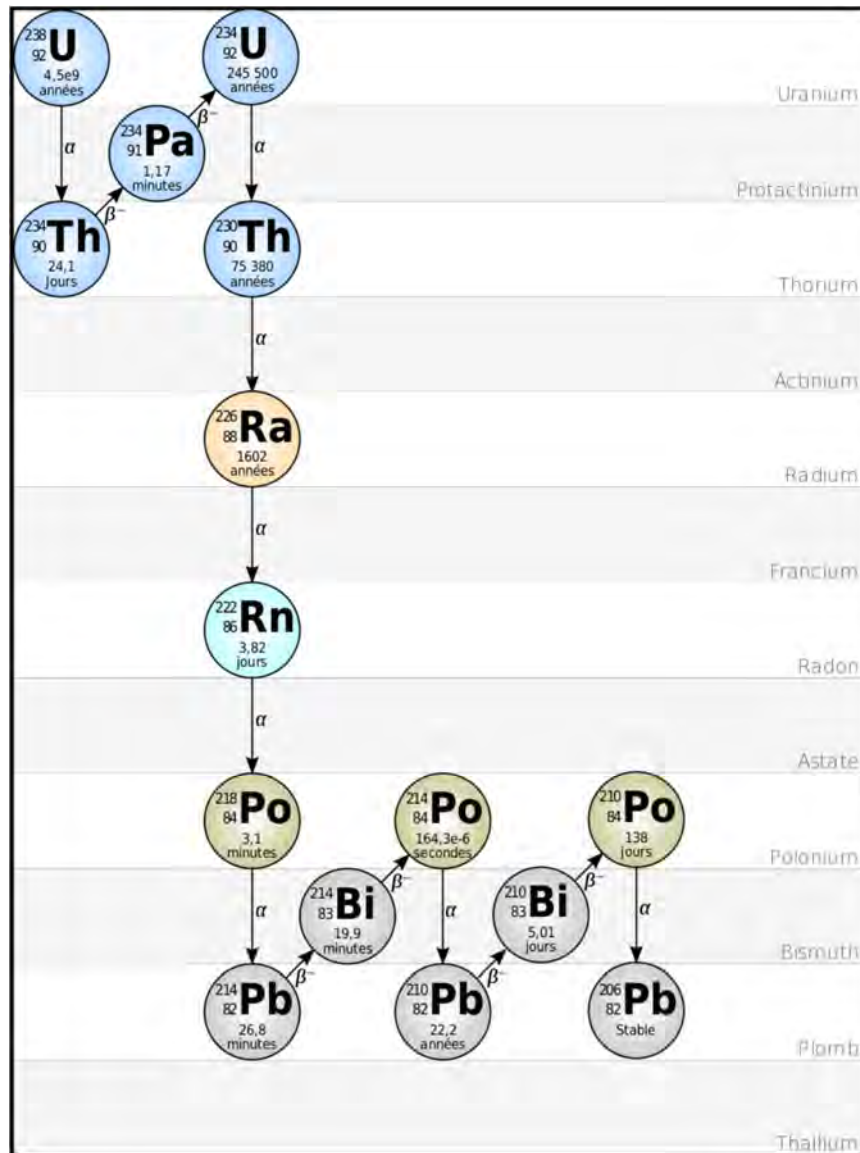 238 234
92 U 92 U
4,5e9 245 500
années années
Uranium
α β⁻ α
234
91 Pa
1,17
minutes
Protactinium
β⁻
234 230
90 Th 90 Th
24,1 75 380
Jours années
Thorium
α
Actinium
226
88 Ra
1602
années
Radium
α
Francium
222
86 Rn
3,82
jours
Radon
α
Astate
218 214 210
84 Po 84 Po 84 Po
3,1 164,3e-6 138
minutes secondes jours
Polonium
β⁻ β⁻
α α α
214 210
83 Bi 83 Bi
19,9 5,01
minutes jours
Bismuth
β⁻ β⁻
214 210 206
82 Pb 82 Pb 82 Pb
26,8 22,2 Stable
minutes années
Plomb
Thallium